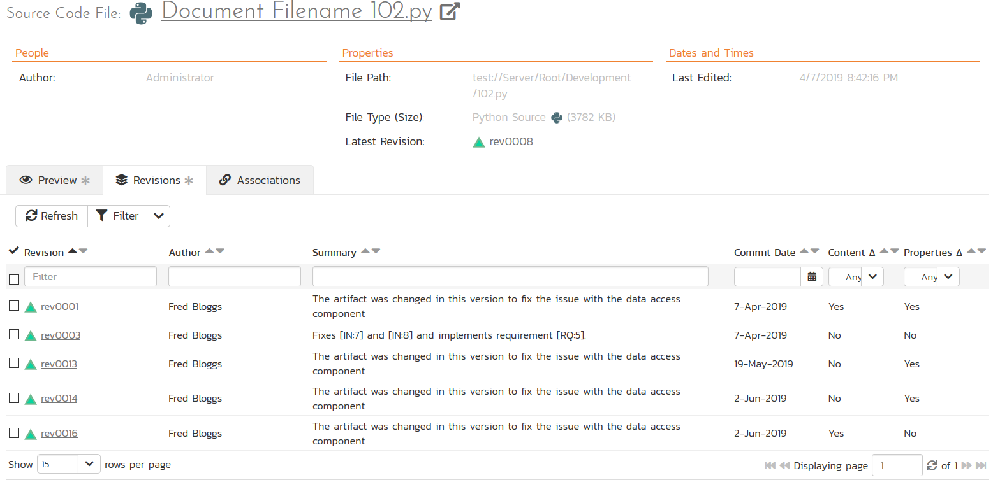 Source Code File: Document Filename 102.py
People
Author: Administrator
Properties
File Path: test://Server/Root/Development
/102.py
File Type (Size): Python Source (3782 KB)
Latest Revision: rev0008
Dates and Times
Last Edited: 4/7/2019 8:42:16 PM
Preview * Revisions * Associations
Refresh Filter
Revision Author Summary Commit Date Content Δ Properties Δ
Filter -- Any -- Any
rev0001 Fred Bloggs The artifact was changed in this version to fix the issue with the data access
component 7-Apr-2019 Yes Yes
rev0003 Fred Bloggs Fixes [IN:7] and [IN:8] and implements requirement [RQ:5]. 7-Apr-2019 No No
rev0013 Fred Bloggs The artifact was changed in this version to fix the issue with the data access
component 19-May-2019 No Yes
rev0014 Fred Bloggs The artifact was changed in this version to fix the issue with the data access
component 2-Jun-2019 No Yes
rev0016 Fred Bloggs The artifact was changed in this version to fix the issue with the data access
component 2-Jun-2019 Yes No
Show 15 rows per page Displaying page 1 of 1